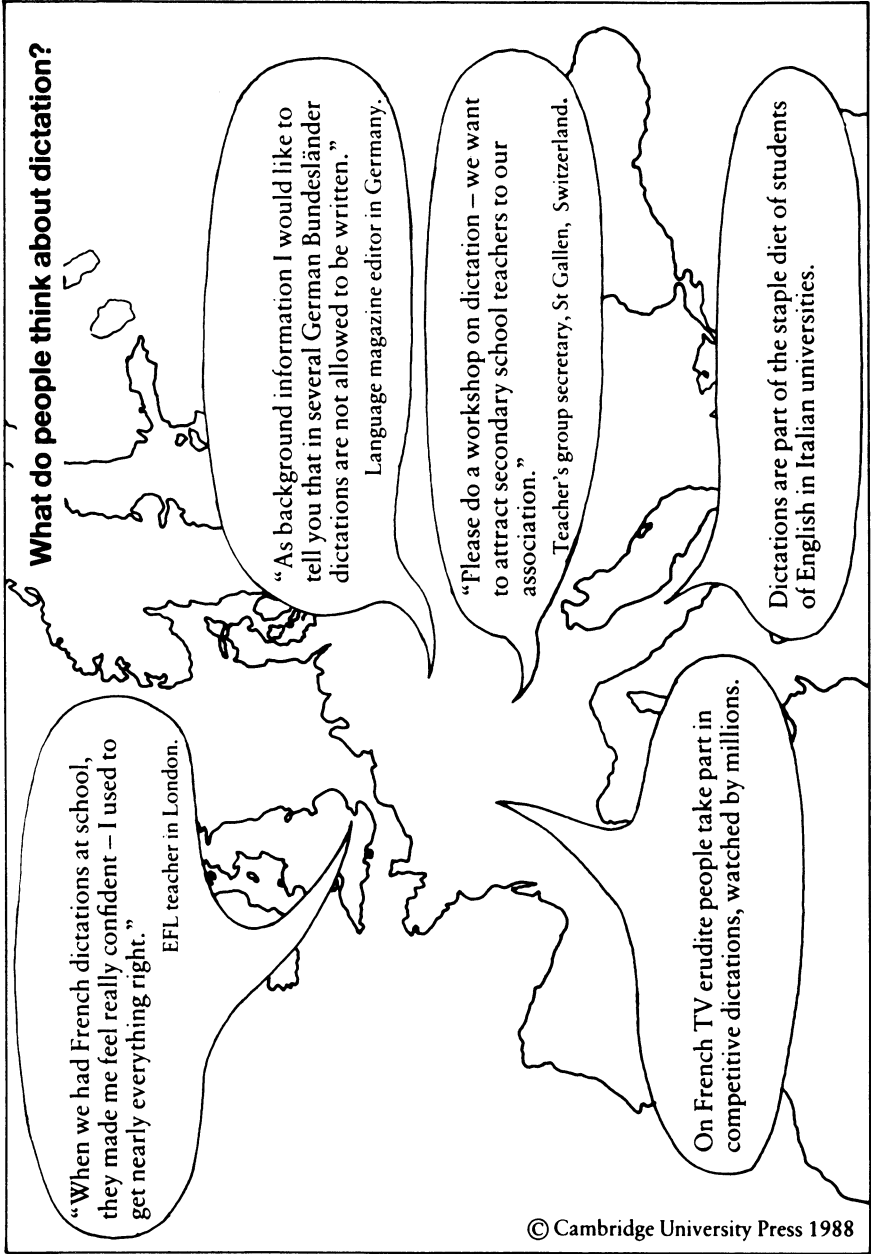 What do people think about dictation?
“When we had French dictations at school,
they made me feel really confident – I used to
get nearly everything right.”
EFL teacher in London.
“As background information I would like to
tell you that in several German Bundesländer
dictations are not allowed to be written.”
Language magazine editor in Germany.
“Please do a workshop on dictation – we want
to attract secondary school teachers to our
association.”
Teacher’s group secretary, St Gallen, Switzerland.
On French TV erudite people take part in
competitive dictations, watched by millions.
Dictations are part of the staple diet of students
of English in Italian universities.
© Cambridge University Press 1988